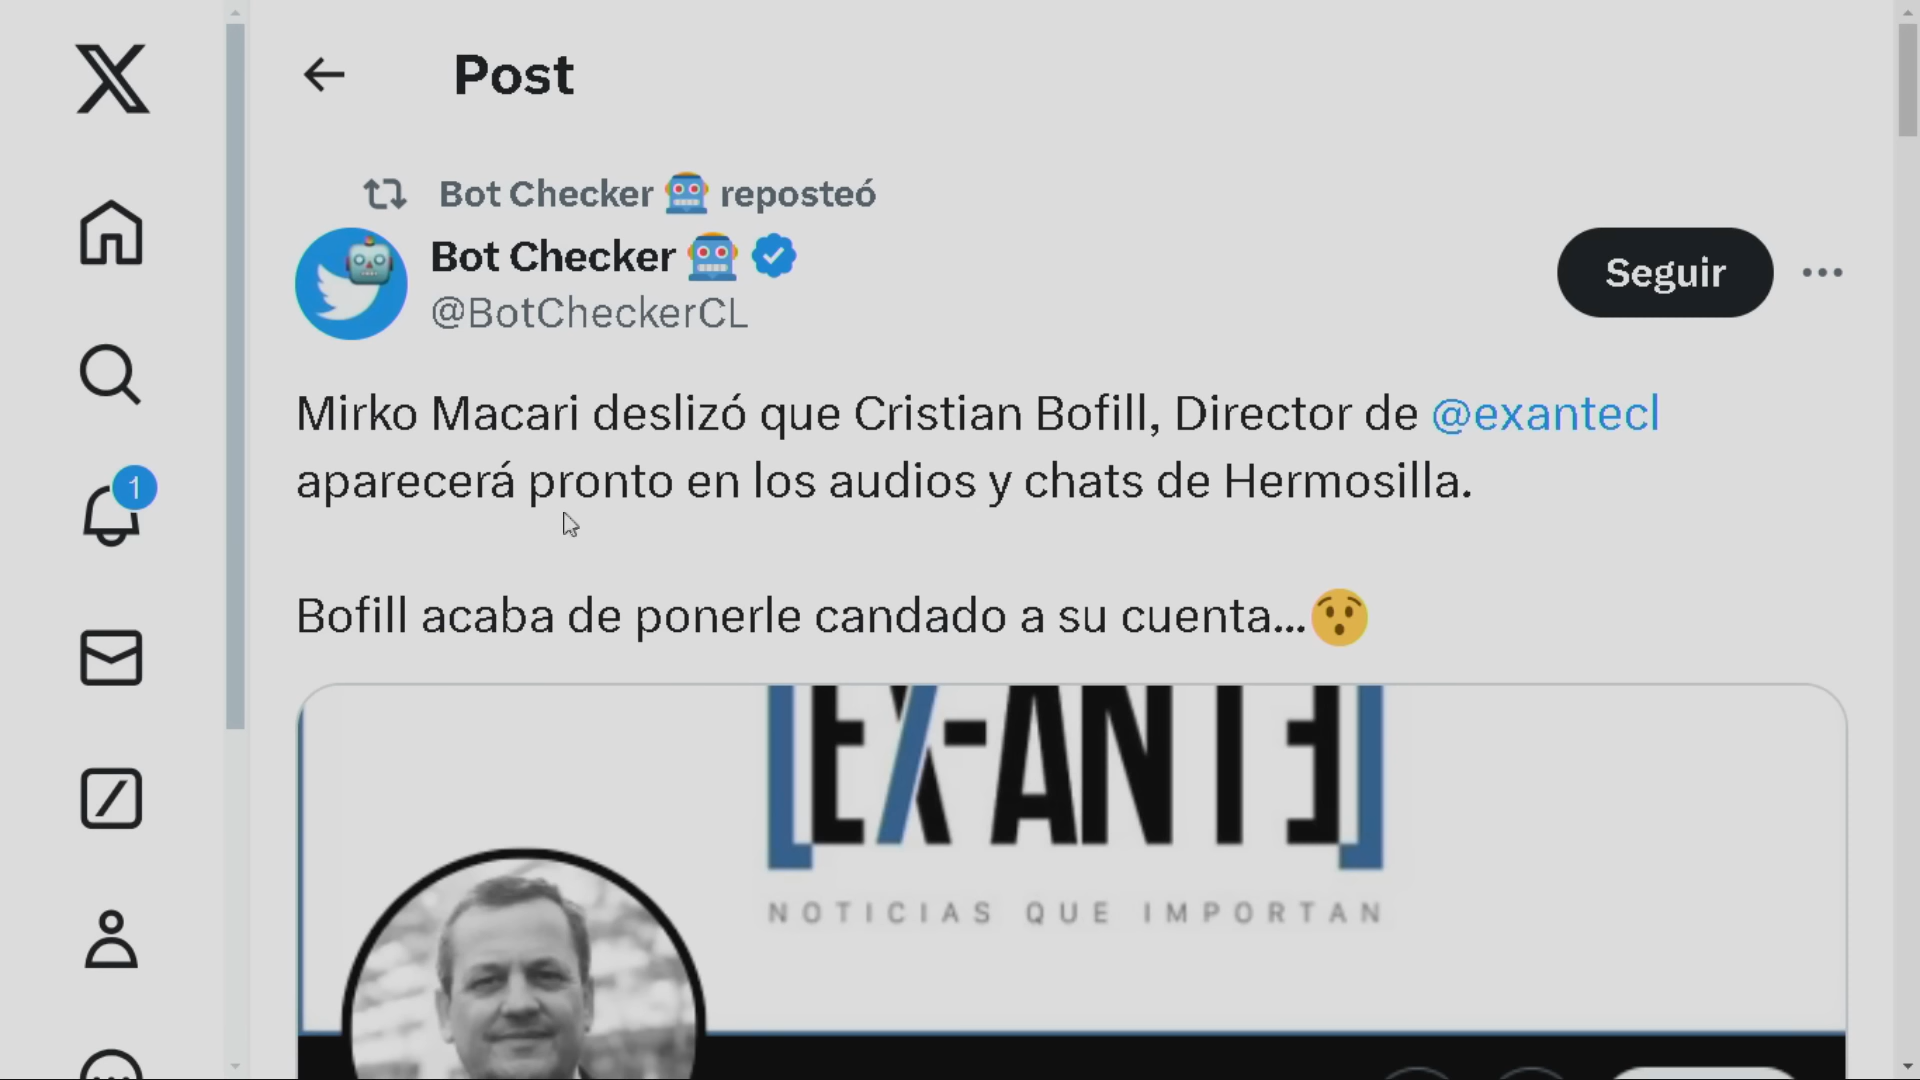 Post
Bot Checker 🤖 reposteó
Bot Checker 🤖
@BotCheckerCL
Seguir
Mirko Macari deslizó que Cristian Bofill, Director de @exantecl
aparecerá pronto en los audios y chats de Hermosilla.
Bofill acaba de ponerle candado a su cuenta...😯
1
[EX-ANTE]
NOTICIAS QUE IMPORTAN